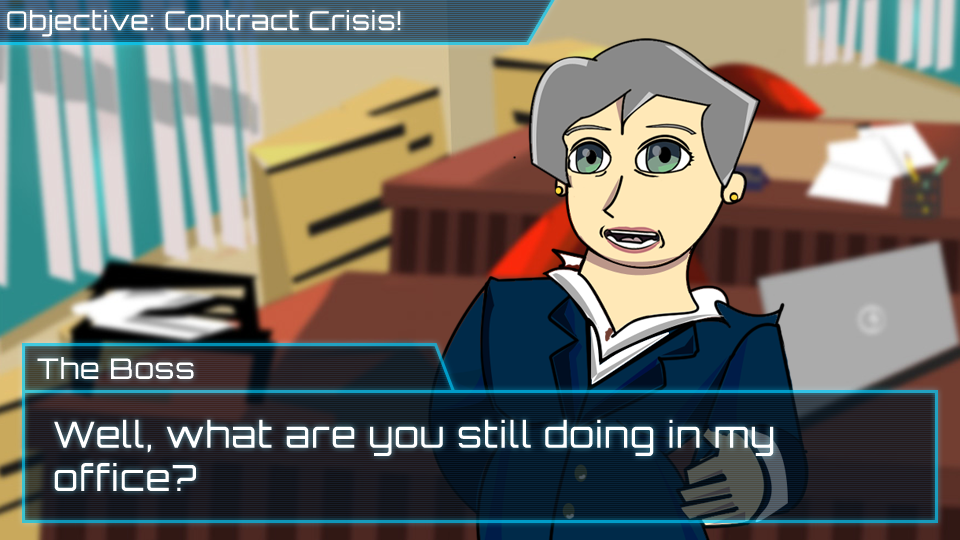 Objective: Contract Crisis!
The Boss
Well, what are you still doing in my
office?